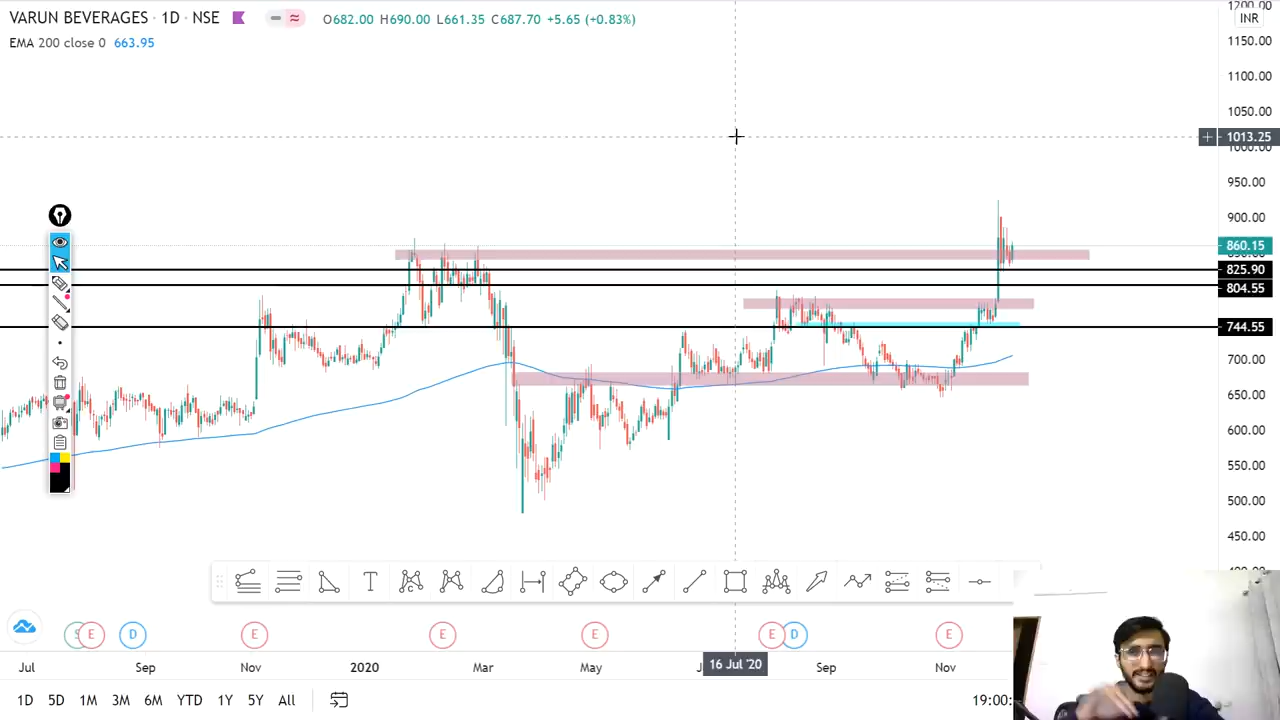 VARUN BEVERAGES · 1D · NSE
O682.00 H690.00 L661.35 C687.70 +5.65 (+0.83%)
EMA 200 close 0 663.95
1200.00
INR
1150.00
1100.00
1050.00
1013.25
1000.00
950.00
900.00
860.15
825.90
804.55
744.55
700.00
650.00
600.00
550.00
500.00
450.00
T
S E D E E E E D E
Jul Sep Nov 2020 Mar May 16 Jul '20 Sep Nov
1D 5D 1M 3M 6M YTD 1Y 5Y All
19:00: